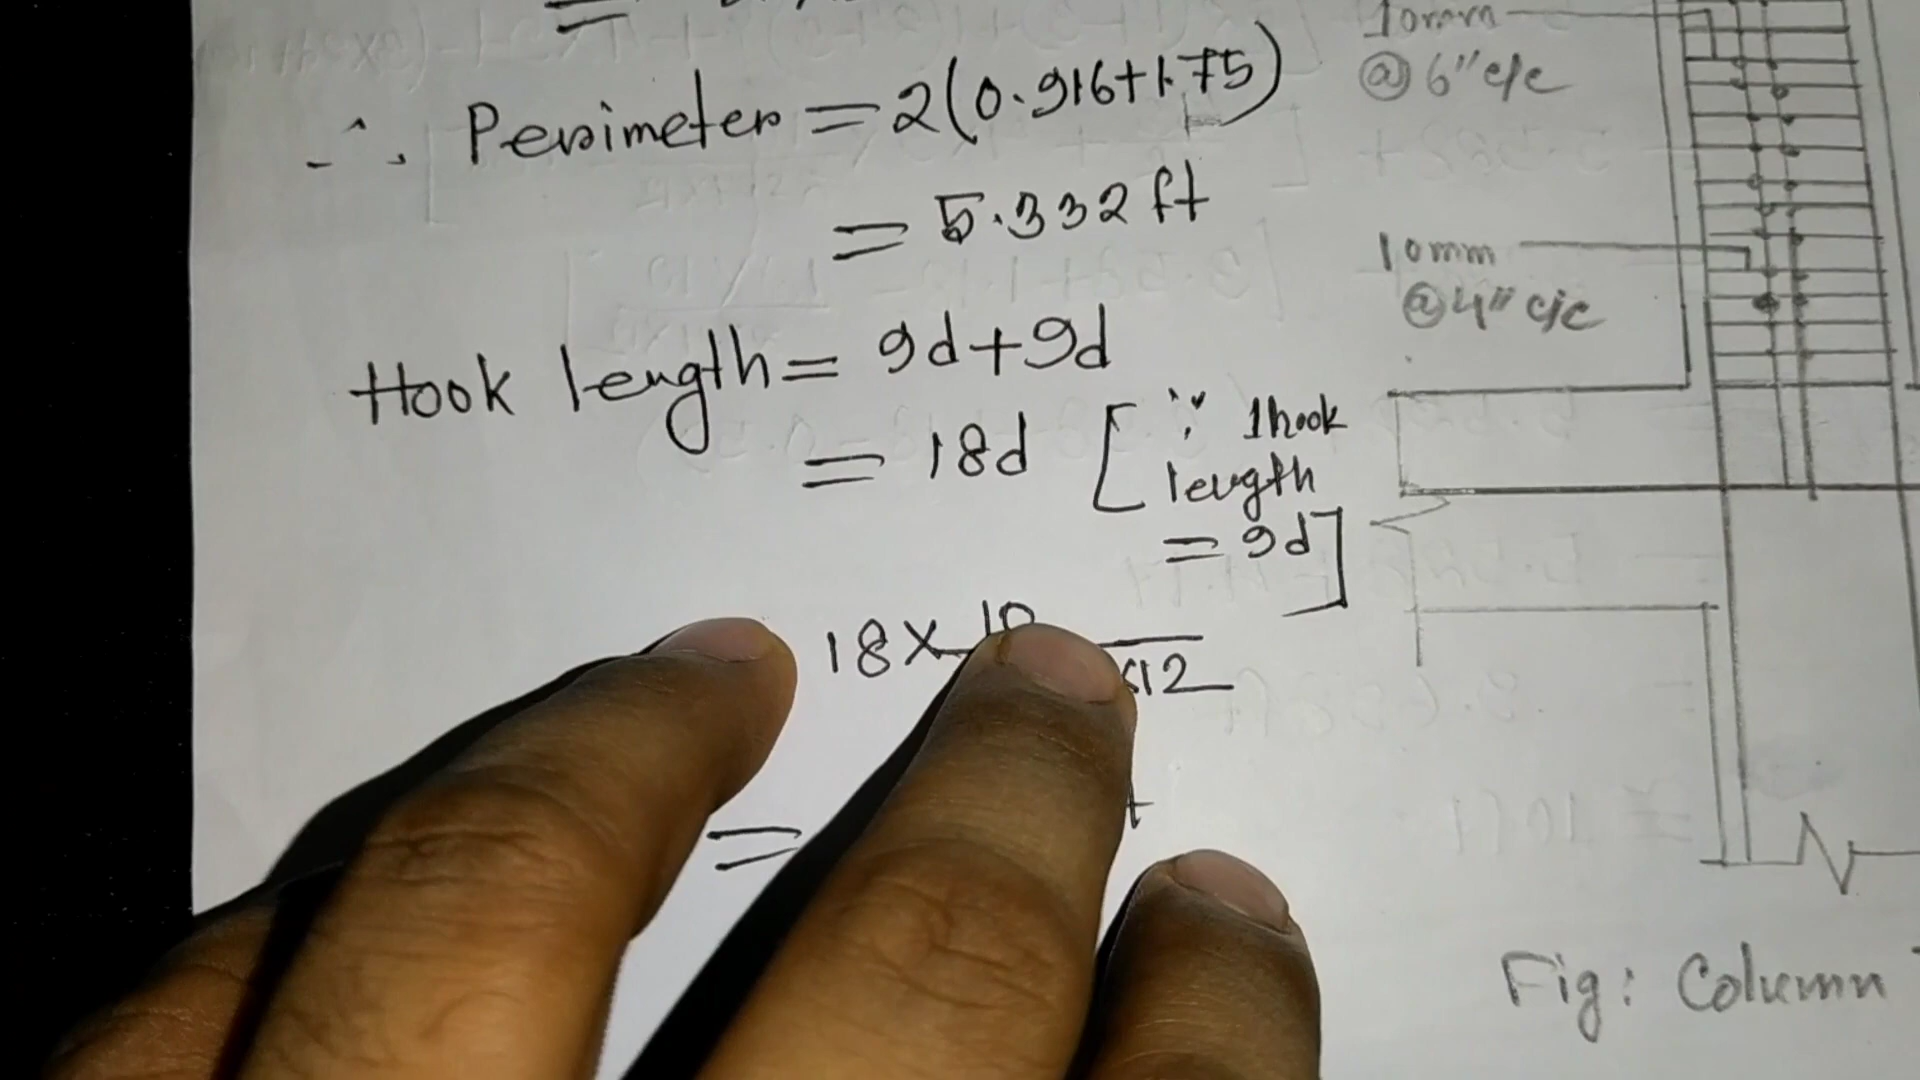 ∴ Perimeter = 2(0.916+1.75)
= 5.332 ft
Hook length = 9d+9d
= 18d [∵ 1 hook
length
= 9d]
18 × 10
×12
=
10mm
@ 6" c/c
10mm
@ 4" c/c
Fig: Column